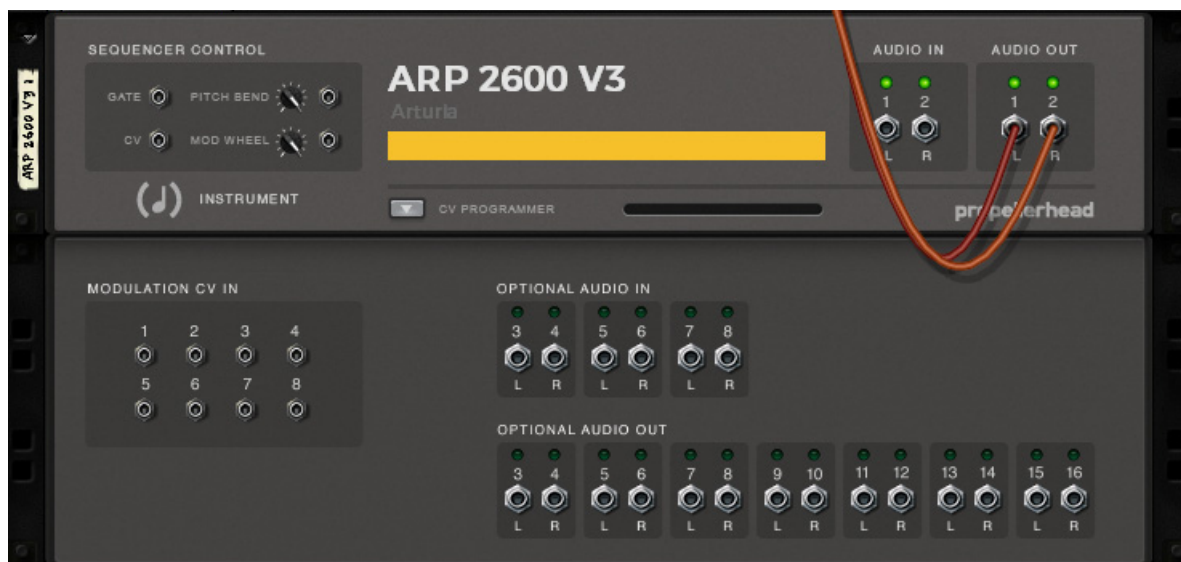 ARP 2600 V3 1
SEQUENCER CONTROL
GATE PITCH BEND
CV MOD WHEEL
INSTRUMENT
ARP 2600 V3
Arturia
CV PROGRAMMER
AUDIO IN AUDIO OUT
1 2 1 2
L R L R
propellerhead
MODULATION CV IN
1 2 3 4
5 6 7 8
OPTIONAL AUDIO IN
3 4 5 6 7 8
L R L R L R
OPTIONAL AUDIO OUT
3 4 5 6 7 8 9 10 11 12 13 14 15 16
L R L R L R L R L R L R L R